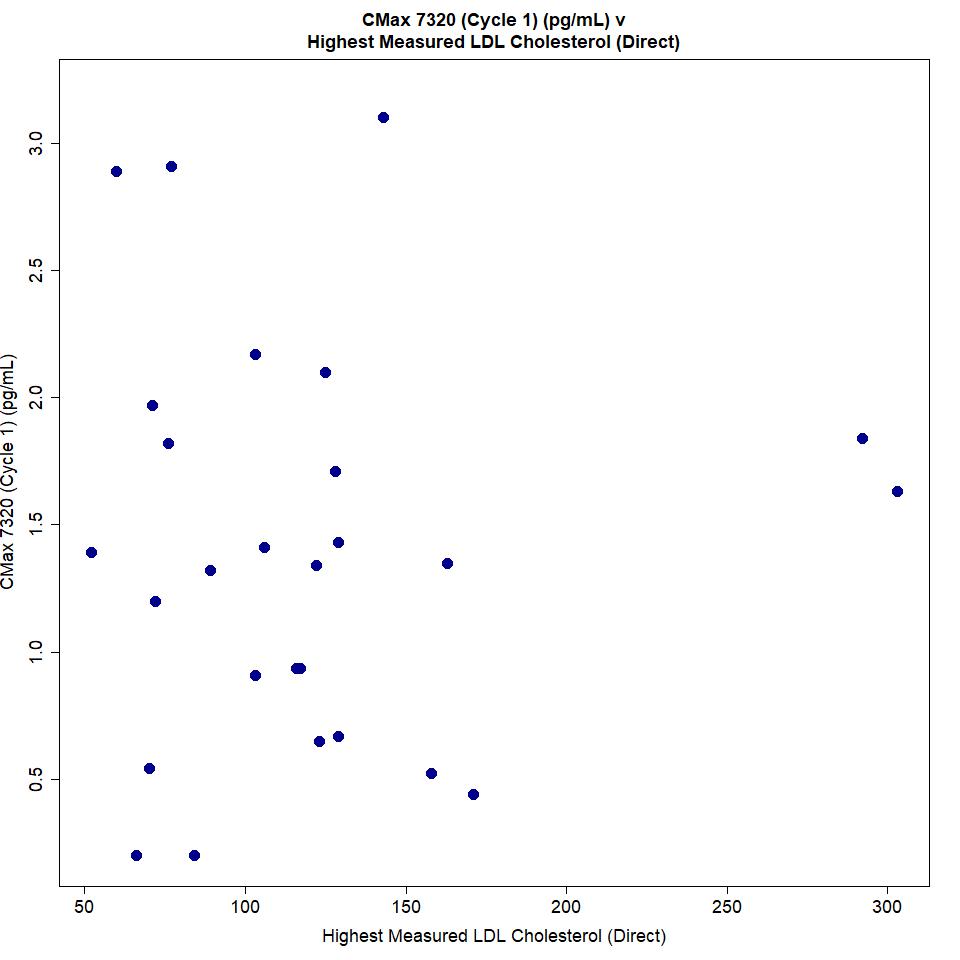 CMax 7320 (Cycle 1) (pg/mL) v
Highest Measured LDL Cholesterol (Direct)
CMax 7320 (Cycle 1) (pg/mL)
3.0
2.5
2.0
1.5
1.0
0.5
50 100 150 200 250 300
Highest Measured LDL Cholesterol (Direct)